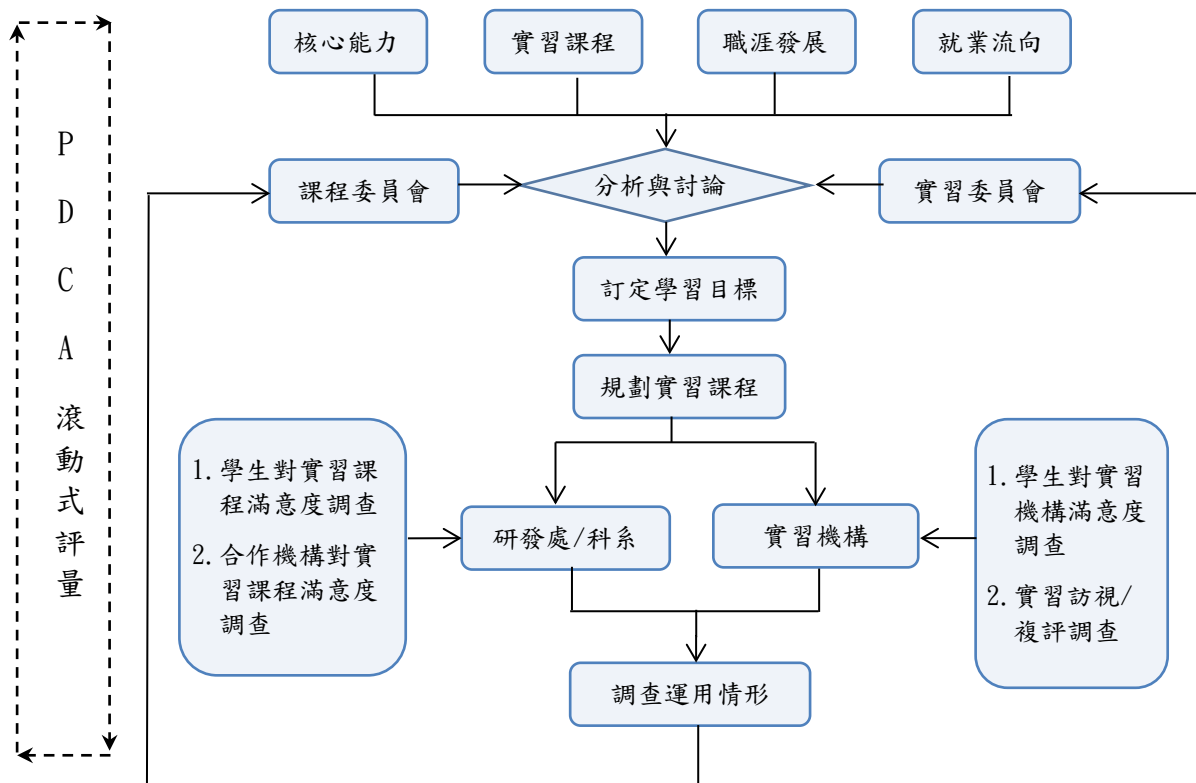 核心能力
實習課程
職涯發展
就業流向
PDCA滾動式評量
課程委員會
分析與討論
實習委員會
訂定學習目標
規劃實習課程
1. 學生對實習課
程滿意度調查
2. 合作機構對實
習課程滿意度
調查
研發處/科系
實習機構
1. 學生對實習
機構滿意度
調查
2. 實習訪視/
複評調查
調查運用情形